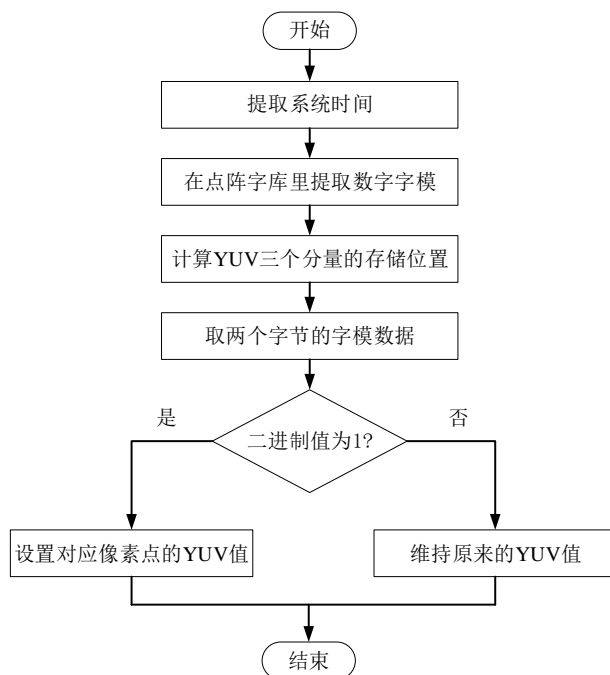 开始
提取系统时间
在点阵字库里提取数字字模
计算YUV三个分量的存储位置
取两个字节的字模数据
二进制值为1?
是
否
设置对应像素点的YUV值
维持原来的YUV值
结束